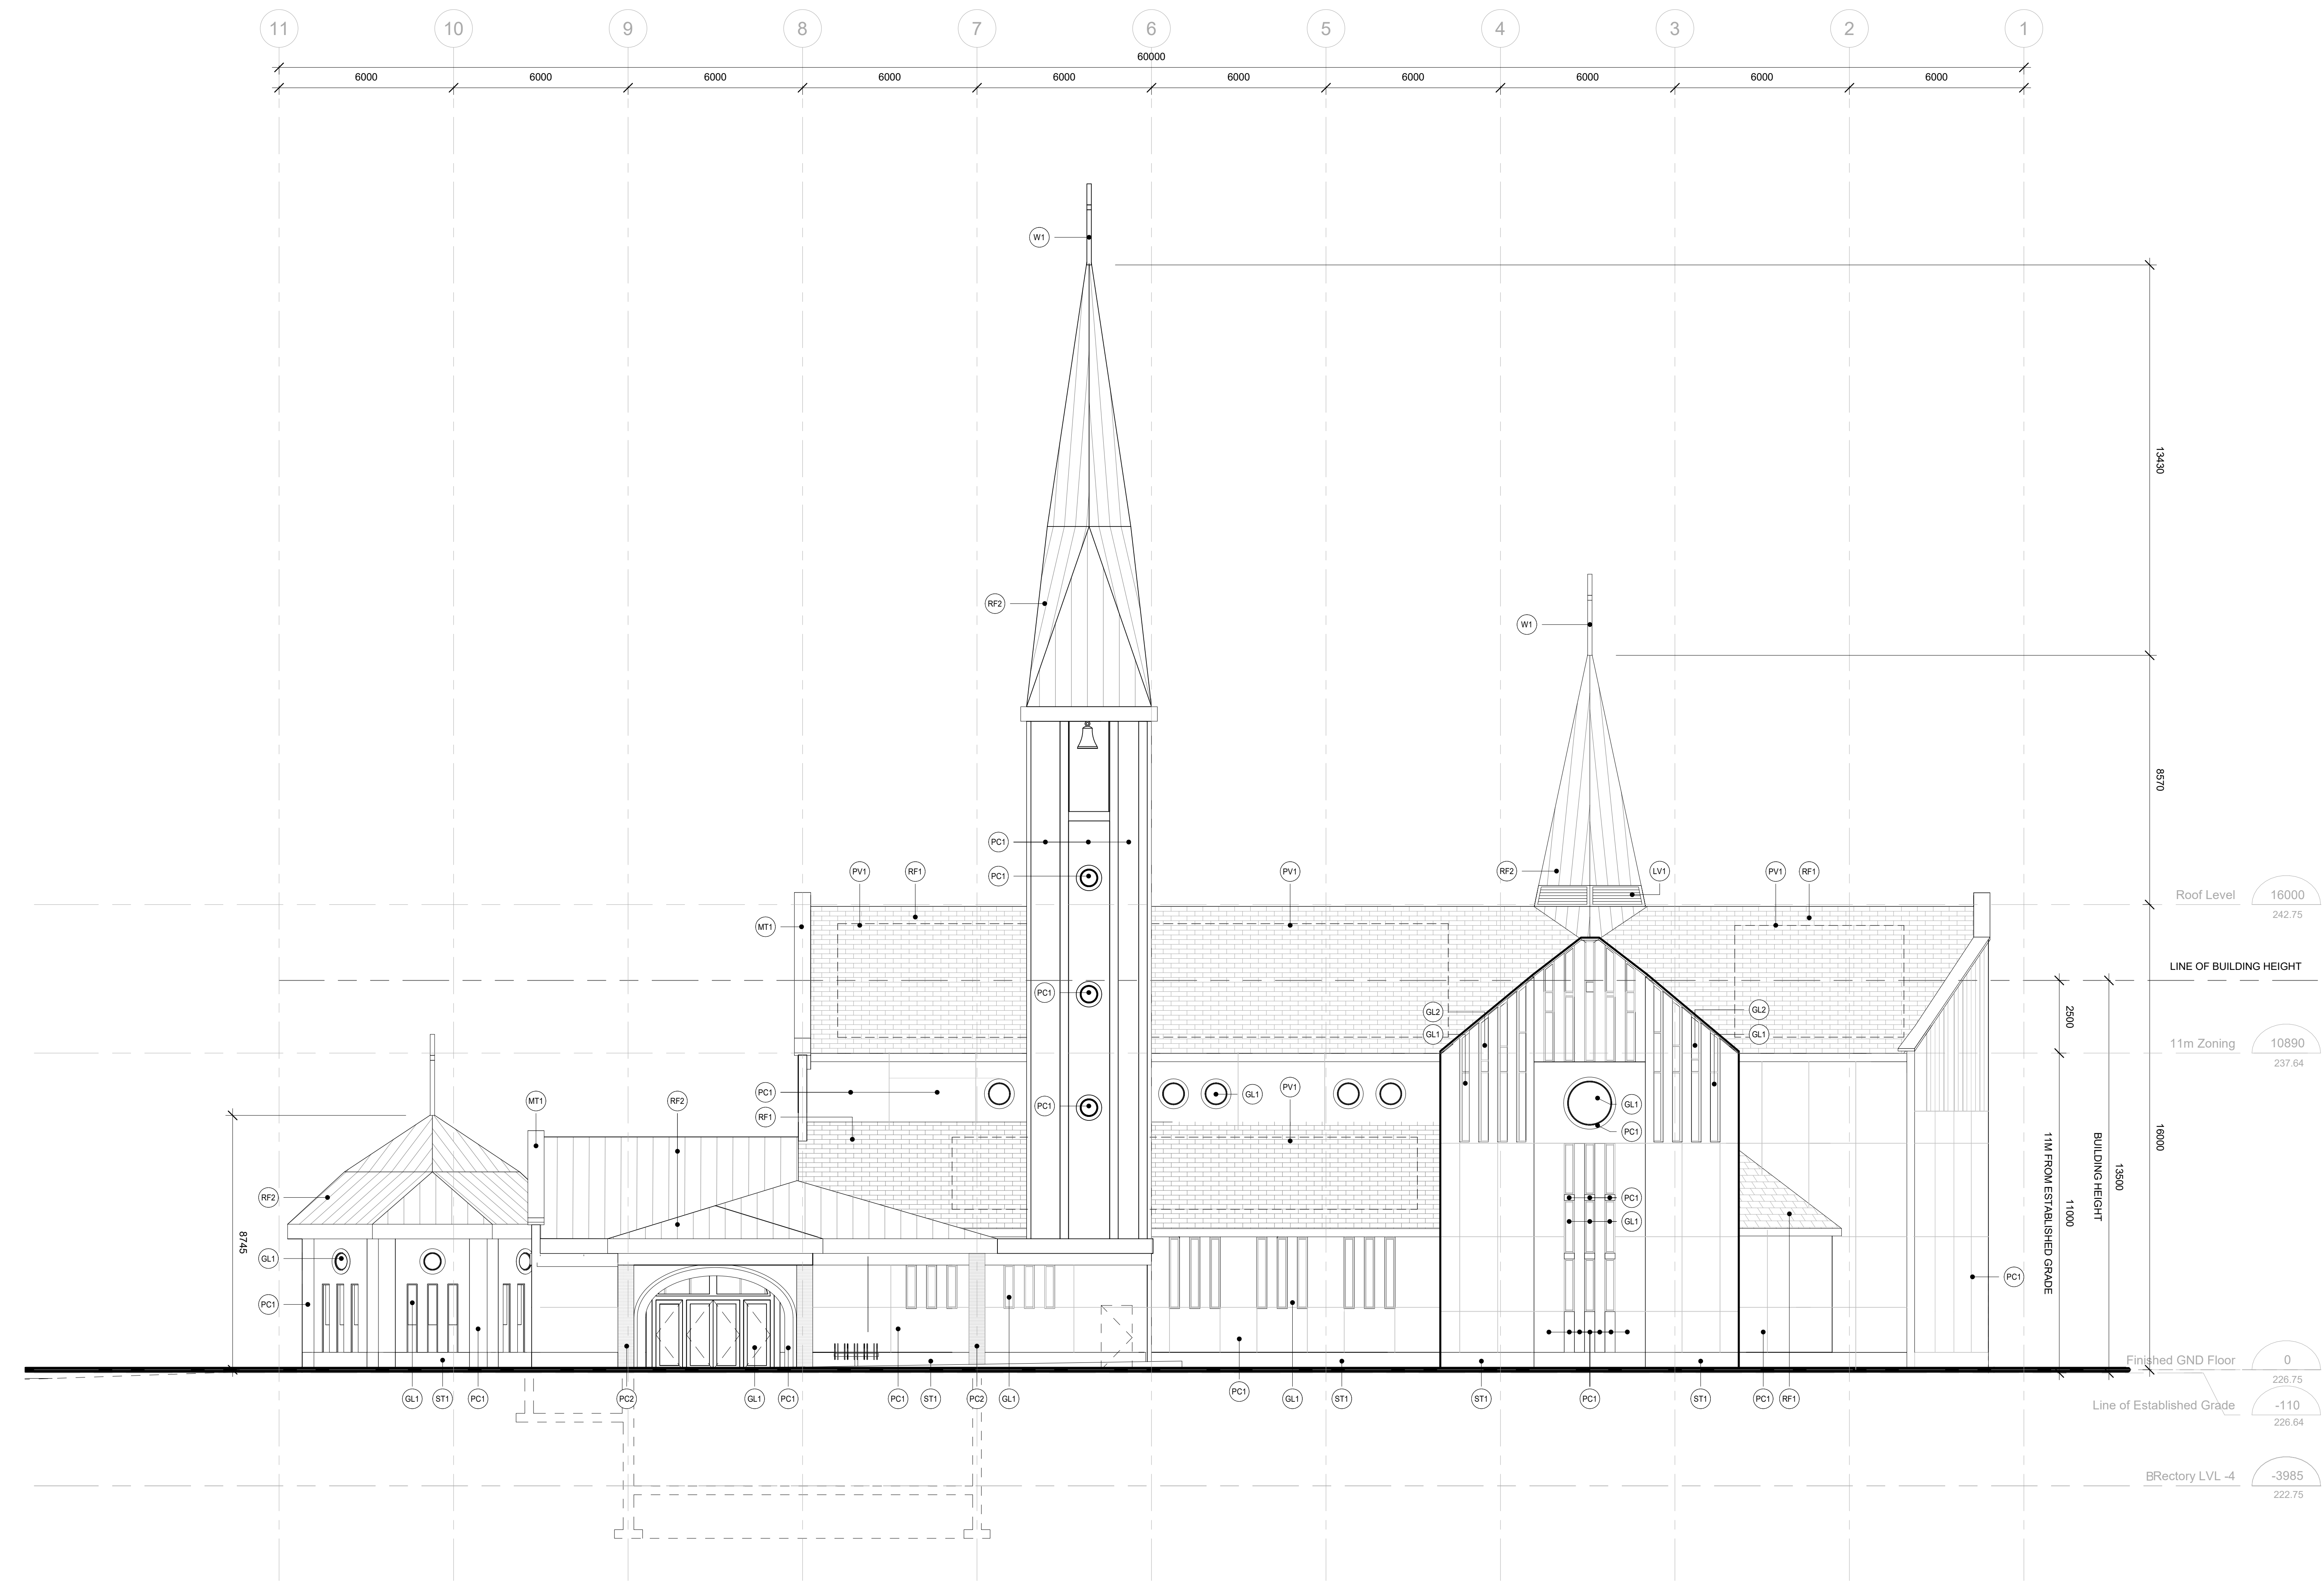 11 10 9 8 7 6 5 4 3 2 1
60000
6000 6000 6000 6000 6000 6000 6000 6000 6000 6000
W1
13430
RF2
W1
8570
PC1
PC1 PV1 RF1 PV1 RF2 LV1 PV1 RF1
Roof Level 16000
242.75
MT1
LINE OF BUILDING HEIGHT
PC1
GL2 GL2
2500
GL1 GL1
11m Zoning 10890
237.64
PC1 PV1 GL1
MT1 RF2 PC1 GL1
RF1
PC1
16000
11M FROM ESTABLISHED GRADE
11000
BUILDING HEIGHT
13500
RF2 PC1
GL1
8745
GL1
PC1
PC1
Finished GND Floor 0
226.75
GL1 ST1 PC1 PC2 GL1 PC1 PC1 ST1 PC2 GL1 PC1 GL1 ST1 ST1 PC1 ST1 PC1 RF1
Line of Established Grade -110
226.64
BRectory LVL -4 -3985
222.75